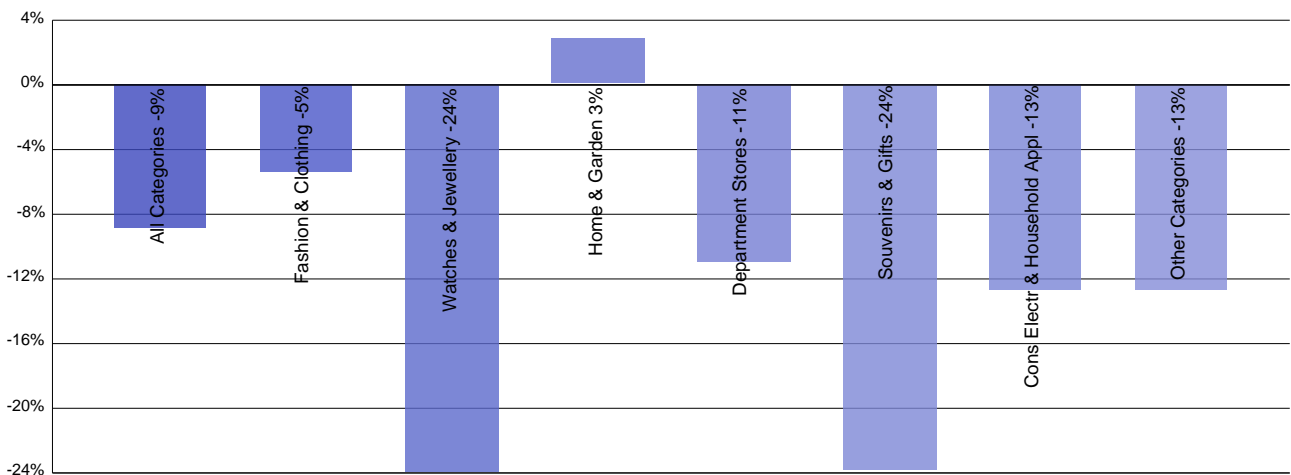 4%
0%
-4%
-8%
-12%
-16%
-20%
-24%
All Categories -9%
Fashion & Clothing -5%
Watches & Jewellery -24%
Home & Garden 3%
Department Stores -11%
Souvenirs & Gifts -24%
Cons Electr & Household Appl -13%
Other Categories -13%